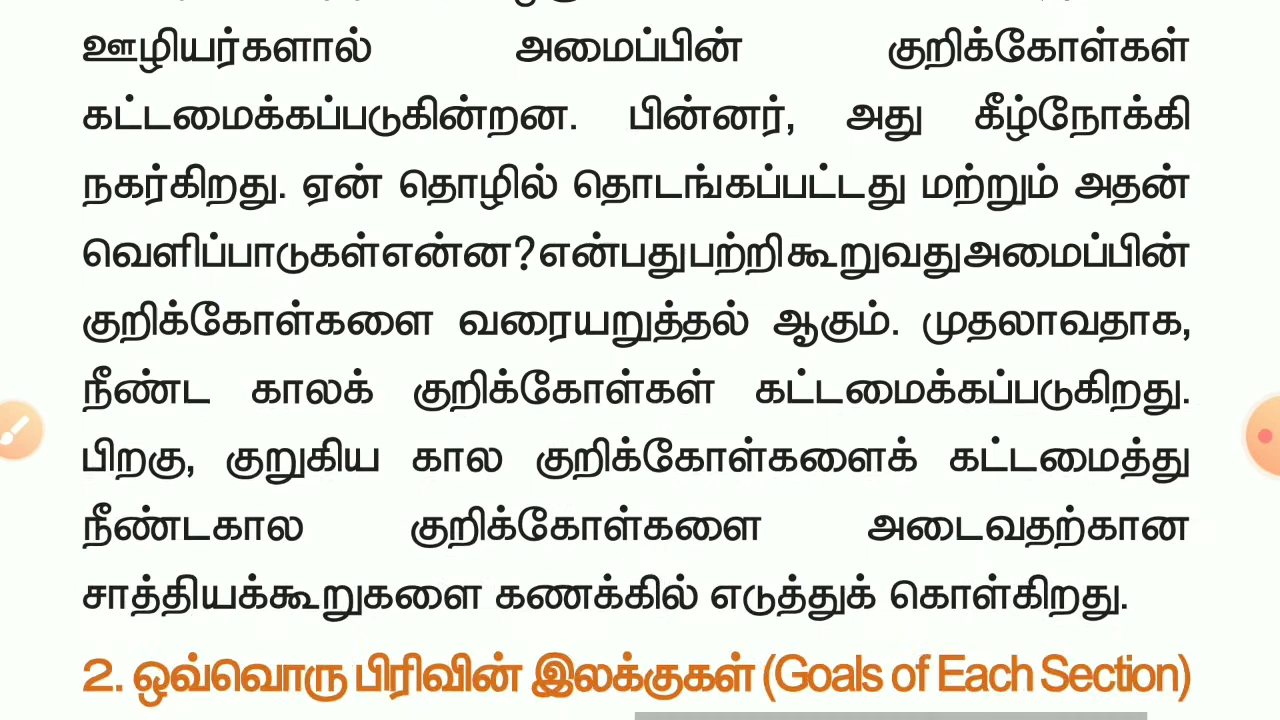 ஊழியர்களால் அமைப்பின் குறிக்கோள்கள்
கட்டமைக்கப்படுகின்றன. பின்னர், அது கீழ்நோக்கி
நகர்கிறது. ஏன் தொழில் தொடங்கப்பட்டது மற்றும் அதன்
வெளிப்பாடுகள்என்ன?என்பதுபற்றிகூறுவதுஅமைப்பின்
குறிக்கோள்களை வரையறுத்தல் ஆகும். முதலாவதாக,
நீண்ட காலக் குறிக்கோள்கள் கட்டமைக்கப்படுகிறது.
பிறகு, குறுகிய கால குறிக்கோள்களைக் கட்டமைத்து
நீண்டகால குறிக்கோள்களை அடைவதற்கான
சாத்தியக்கூறுகளை கணக்கில் எடுத்துக் கொள்கிறது.
2. ஒவ்வொரு பிரிவின் இலக்குகள் (Goals of Each Section)